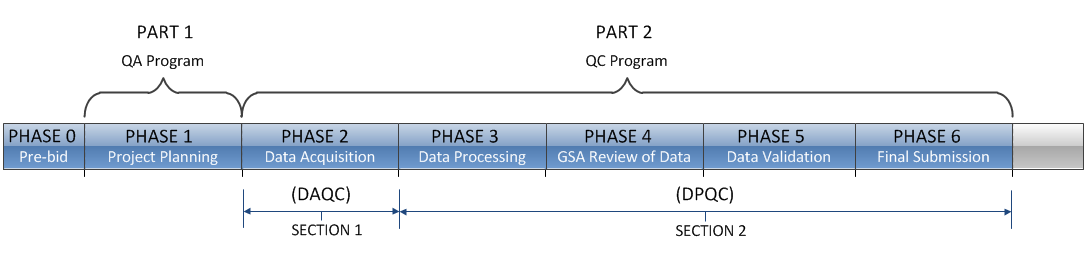 PART 1
QA Program
PART 2
QC Program
PHASE 0
Pre-bid
PHASE 1
Project Planning
PHASE 2
Data Acquisition
PHASE 3
Data Processing
PHASE 4
GSA Review of Data
PHASE 5
Data Validation
PHASE 6
Final Submission
(DAQC)
SECTION 1
(DPQC)
SECTION 2